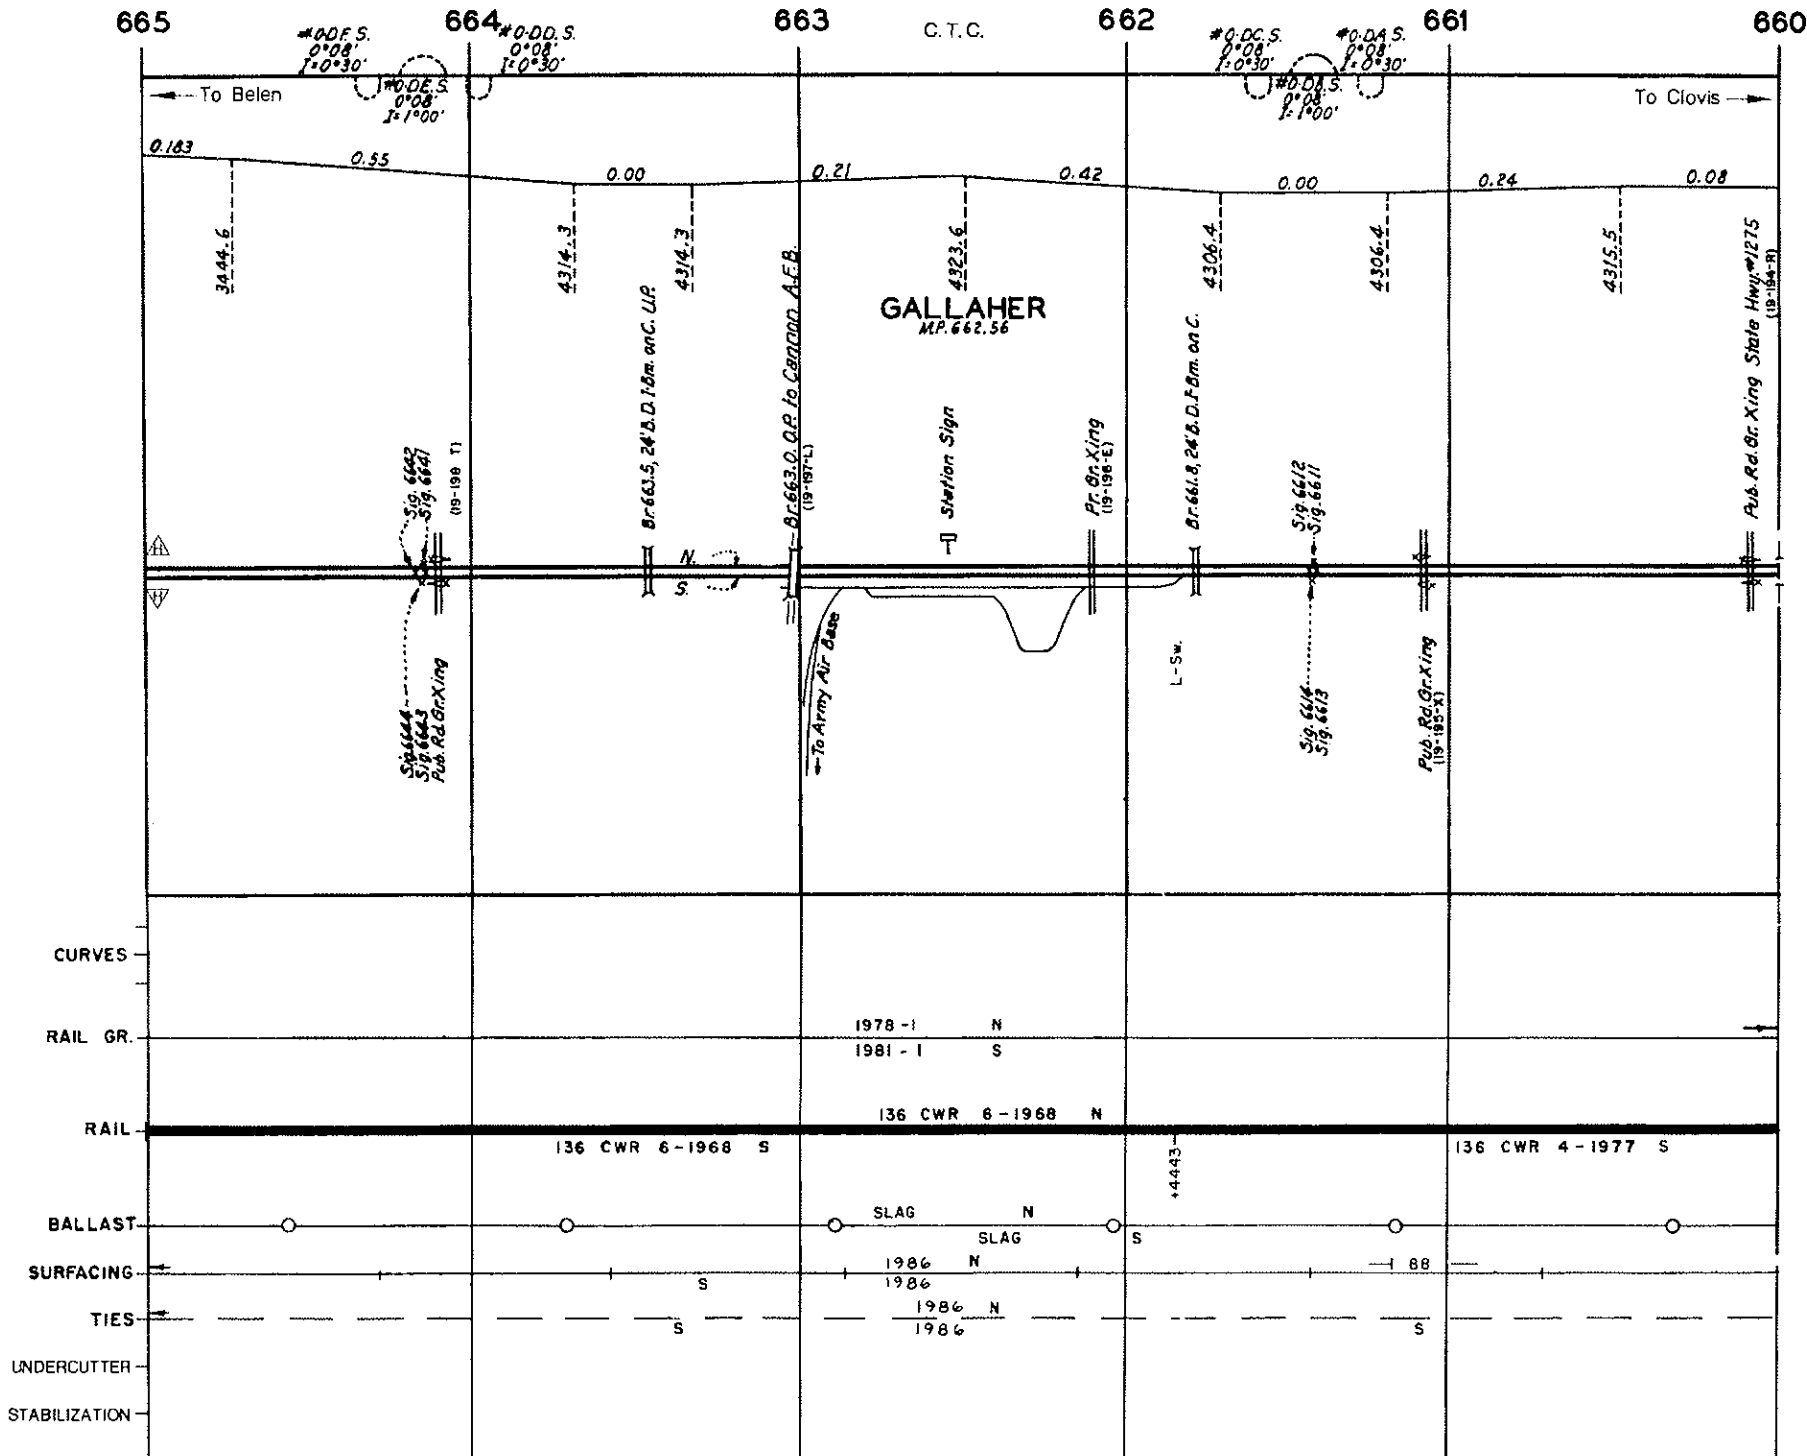 665
664
663
C.T.C.
662
661
660
#0-DF.S.
0°08'
I=0°30'
#0-DE.S.
0°08'
I=1°00'
#0-DD.S.
0°08'
I=0°30'
#0-DC.S.
0°08'
I=0°30'
#0-DB.S.
0°08'
I=1°00'
#0-DA.S.
0°08'
I=0°30'
To Belen
To Clovis
0.183
0.55
0.00
0.21
0.42
0.00
0.24
0.08
3444.6
4314.3
4314.3
4323.6
4306.4
4306.4
4315.5
GALLAHER
M.P. 662.56
Sig. 6642
Sig. 6641
(19-198 T)
Br. 663.5, 24' B.D. I-Bm. on C. U.P.
Br. 663.0. O.P. to Cannon A.F.B.
(19-197-L)
Station Sign
Pr. Gr. Xing
(19-196-E)
Br. 661.8, 24' B.D. I-Bm. on C.
Sig. 6612
Sig. 6611
Pub. Rd. Gr. Xing State Hwy. #1275
(19-194-R)
H
H
N.
S.
Sig. 6644
Sig. 6643
Pub. Rd. Gr. Xing
To Army Air Base
L-Sw.
Sig. 6614
Sig. 6613
Pub. Rd. Gr. Xing
(19-195-X)
CURVES
RAIL GR.
1978-1 N
1981-1 S
RAIL
136 CWR 6-1968 N
136 CWR 6-1968 S
+4443
136 CWR 4-1977 S
BALLAST
SLAG N
SLAG S
SURFACING
1986 N
S 1986
88
TIES
1986 N
S 1986 S
UNDERCUTTER
STABILIZATION